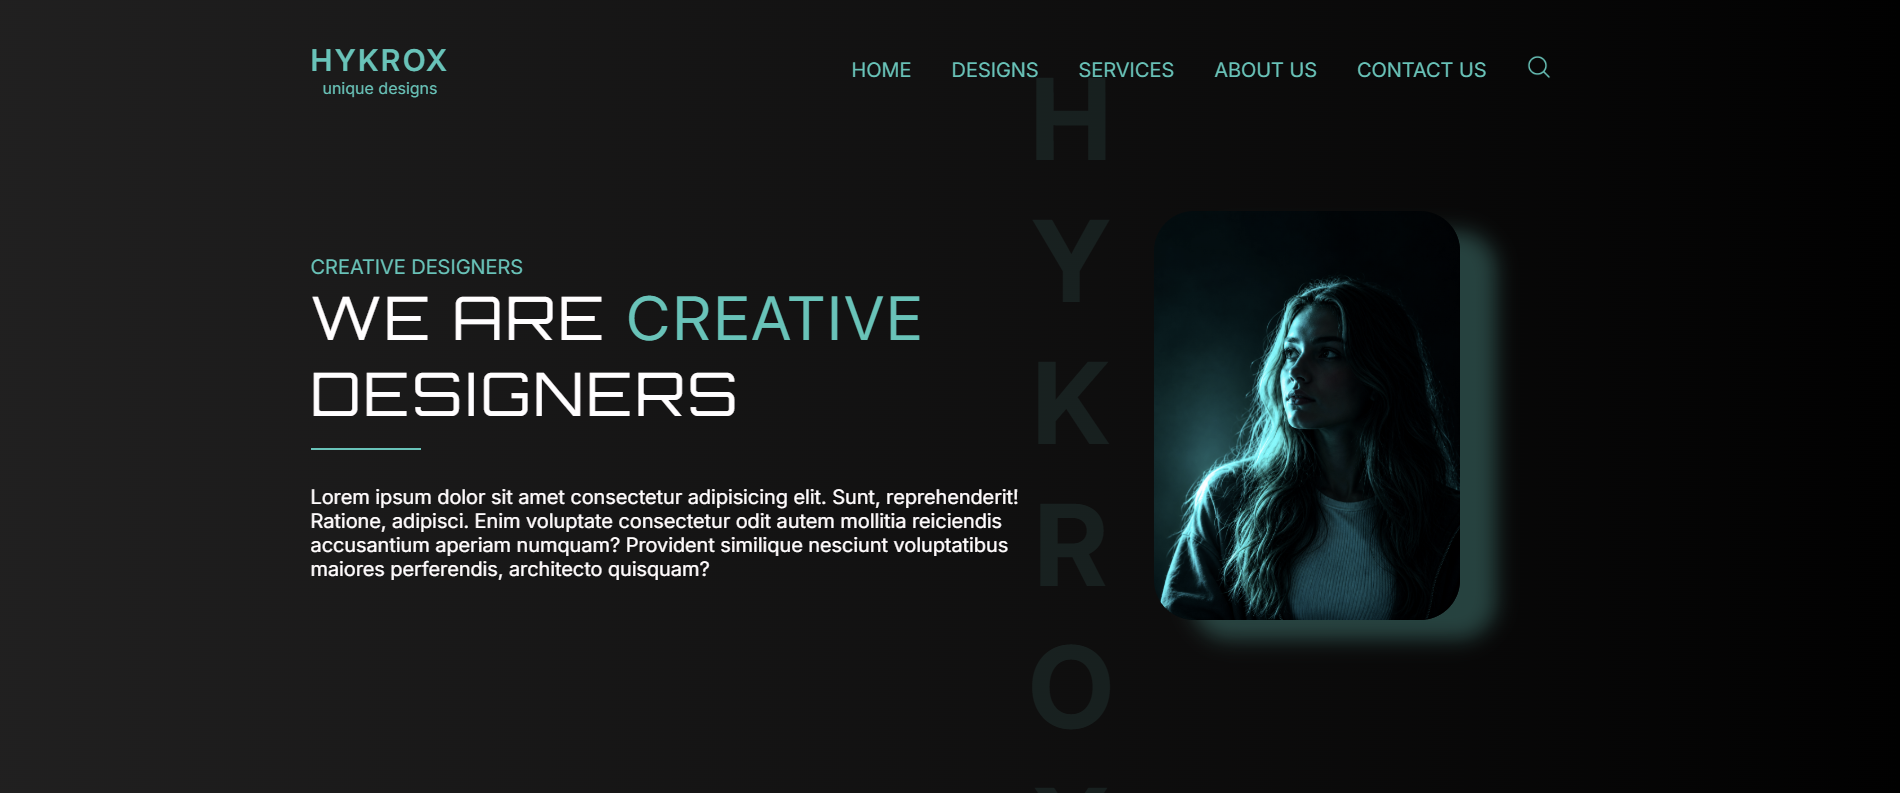 HYKROX
unique designs
HOME DESIGNS SERVICES ABOUT US CONTACT US
CREATIVE DESIGNERS
WE ARE CREATIVE
DESIGNERS
Lorem ipsum dolor sit amet consectetur adipisicing elit. Sunt, reprehenderit!
Ratione, adipisci. Enim voluptate consectetur odit autem mollitia reiciendis
accusantium aperiam numquam? Provident similique nesciunt voluptatibus
maiores perferendis, architecto quisquam?
H
Y
K
R
O
X